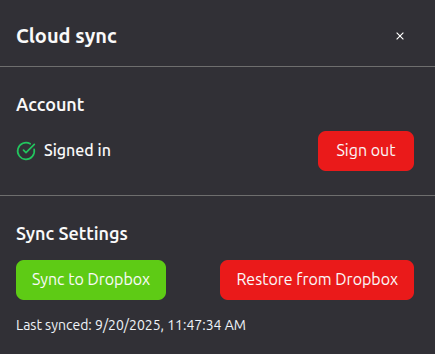 Cloud sync ×
Account
Signed in Sign out
Sync Settings
Sync to Dropbox Restore from Dropbox
Last synced: 9/20/2025, 11:47:34 AM